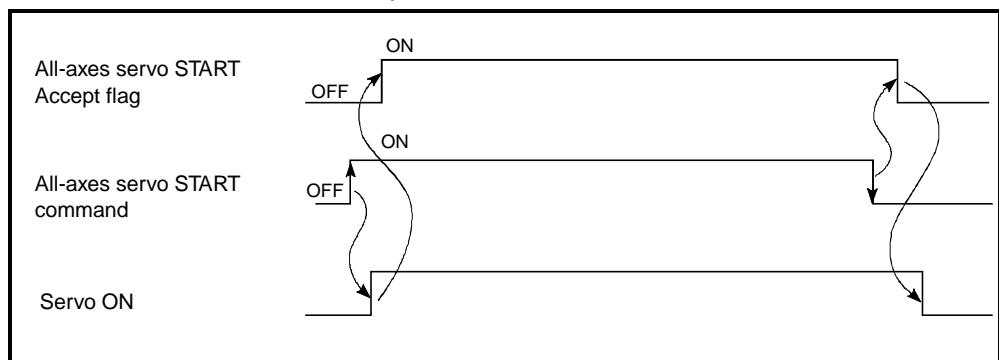 ON
All-axes servo START
Accept flag
OFF
ON
All-axes servo START
OFF
command
Servo ON